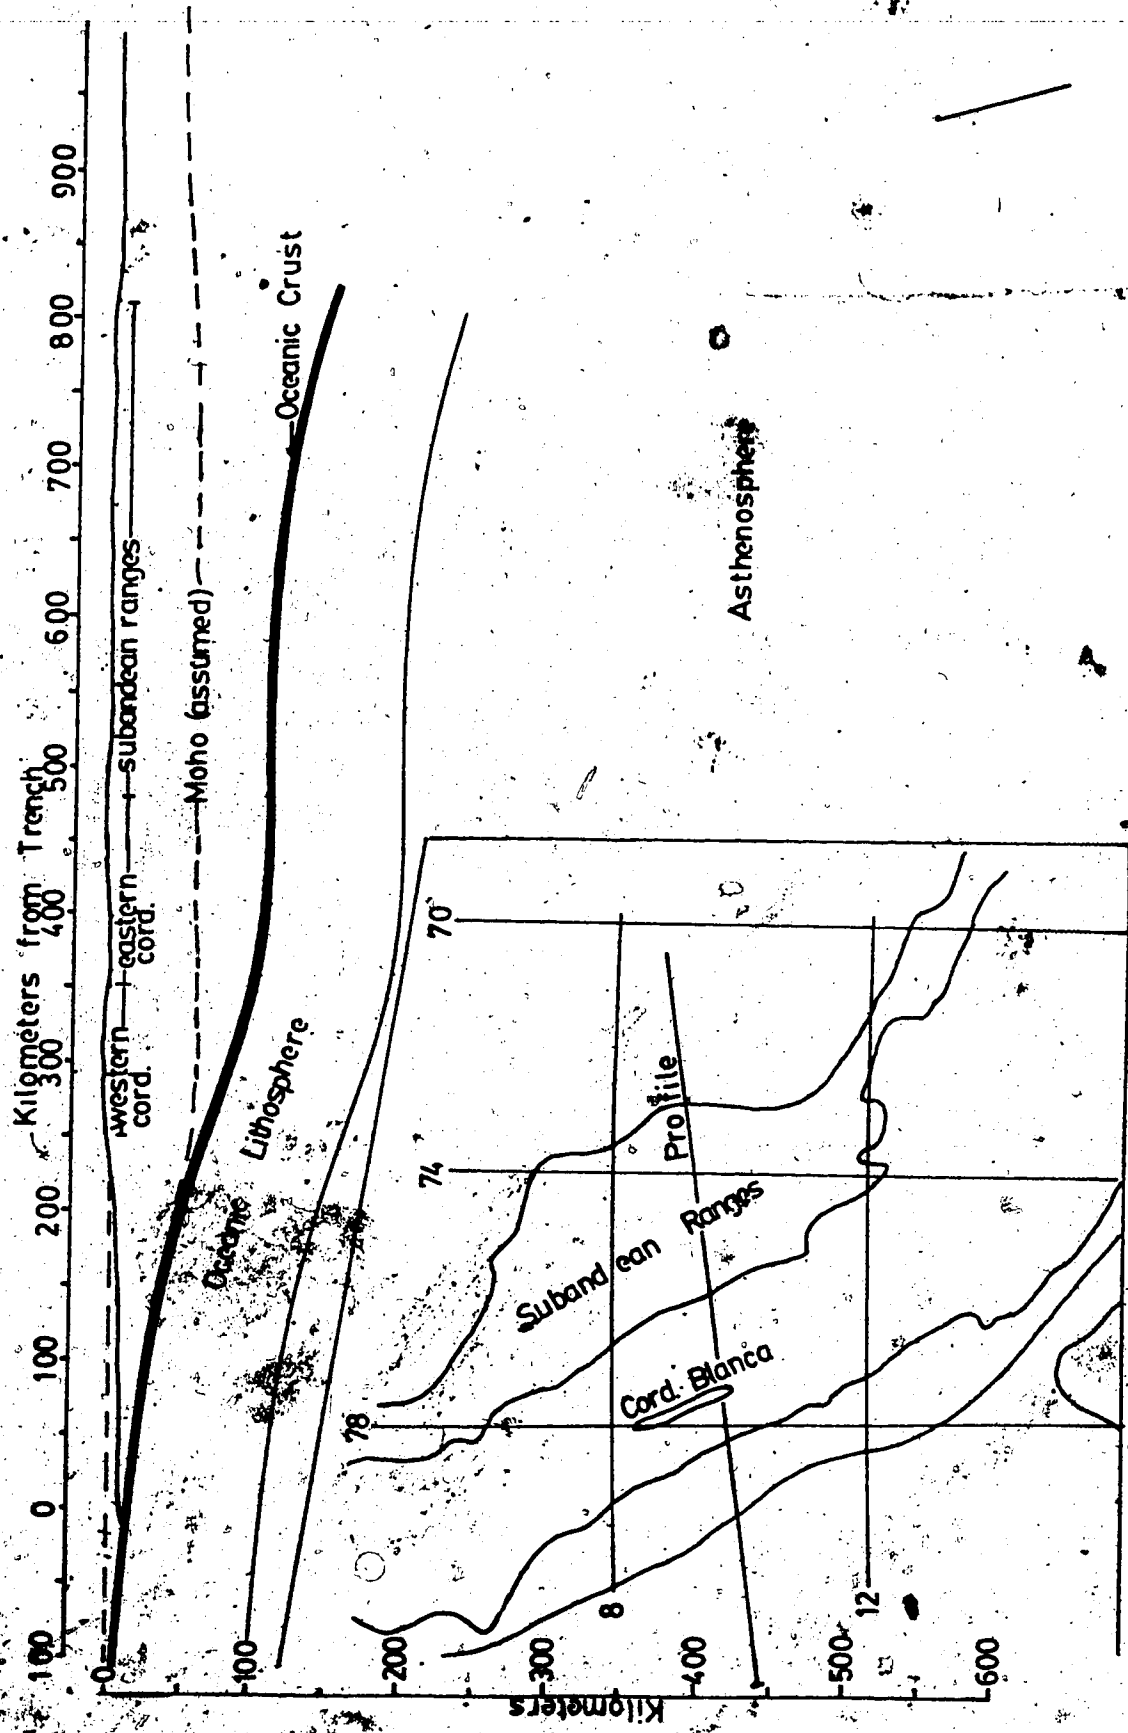 Kilometers from Trench
100 0 100 200 300 400 500 600 700 800 900
western cord.
eastern cord.
subandean ranges
Moho (assumed)
Oceanic Crust
Oceanic Lithosphere
Asthenosphere
Kilometers
0
100
200
300
400
500
600
78 74 70
8
12
Profile
Subandean Ranges
Cord. Blanca